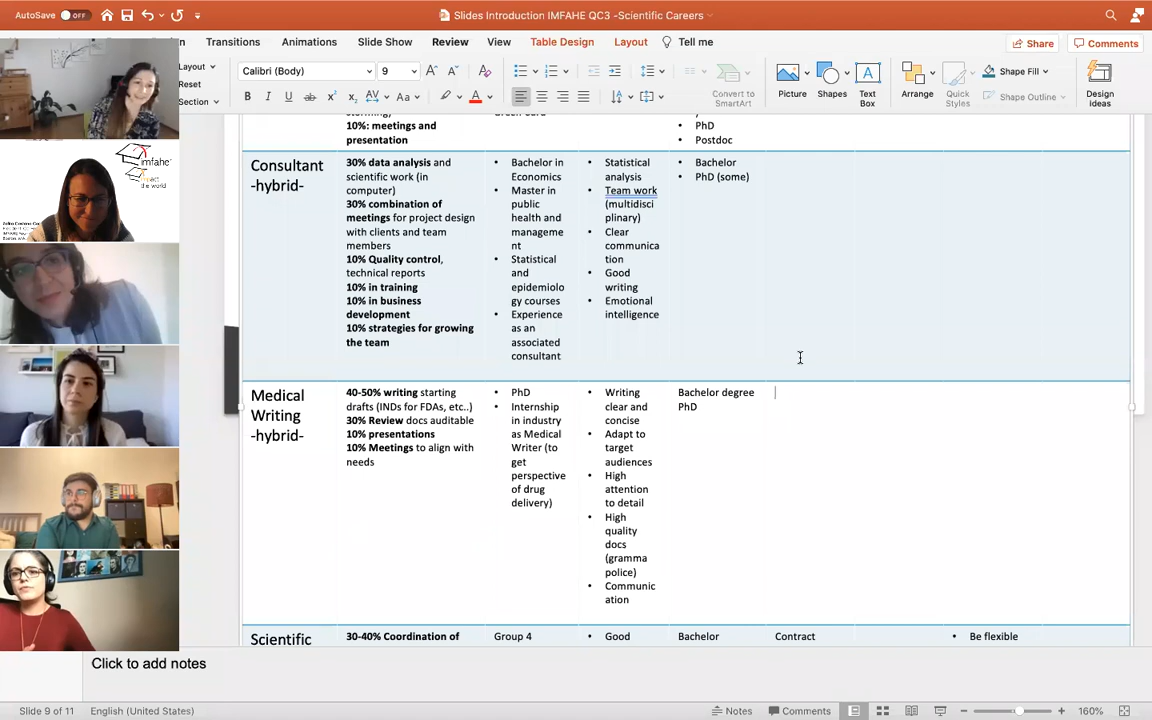 AutoSave OFF
Slides Introduction IMFAHE QC3 -Scientific Careers
Transitions Animations Slide Show Review View Table Design Layout Tell me
Share Comments
Layout
Reset
Section
Calibri (Body) 9
Convert to
SmartArt
Picture
Shapes
Text
Box
Arrange
Quick
Styles
Shape Fill
Shape Outline
Design
Ideas
imfahe
the world
10%: meetings and
presentation
• PhD
• Postdoc
Consultant
-hybrid-
30% data analysis and
scientific work (in
computer)
30% combination of
meetings for project design
with clients and team
members
10% Quality control,
technical reports
10% in training
10% in business
development
10% strategies for growing
the team
• Bachelor in
Economics
• Master in
public
health and
manageme
nt
• Statistical
and
epidemiolo
gy courses
• Experience
as an
associated
consultant
• Statistical
analysis
• Team work
(multidisci
plinary)
• Clear
communica
tion
• Good
writing
• Emotional
intelligence
• Bachelor
• PhD (some)
Medical
Writing
-hybrid-
40-50% writing starting
drafts (INDs for FDAs, etc..)
30% Review docs auditable
10% presentations
10% Meetings to align with
needs
• PhD
• Internship
in industry
as Medical
Writer (to
get
perspective
of drug
delivery)
• Writing
clear and
concise
• Adapt to
target
audiences
• High
attention
to detail
• High
quality
docs
(gramma
police)
• Communic
ation
Bachelor degree
PhD
Scientific
30-40% Coordination of
Group 4
• Good
Bachelor
Contract
• Be flexible
Click to add notes
Slide 9 of 11 English (United States)
Notes Comments 160%